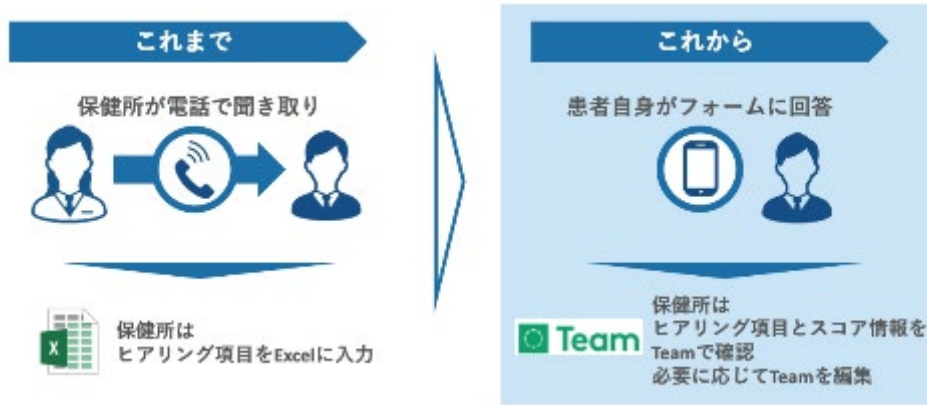 これまで
保健所が電話で聞き取り
X
保健所は
ヒアリング項目をExcelに入力
これから
患者自身がフォームに回答
Team
保健所は
ヒアリング項目とスコア情報を
Teamで確認
必要に応じてTeamを編集